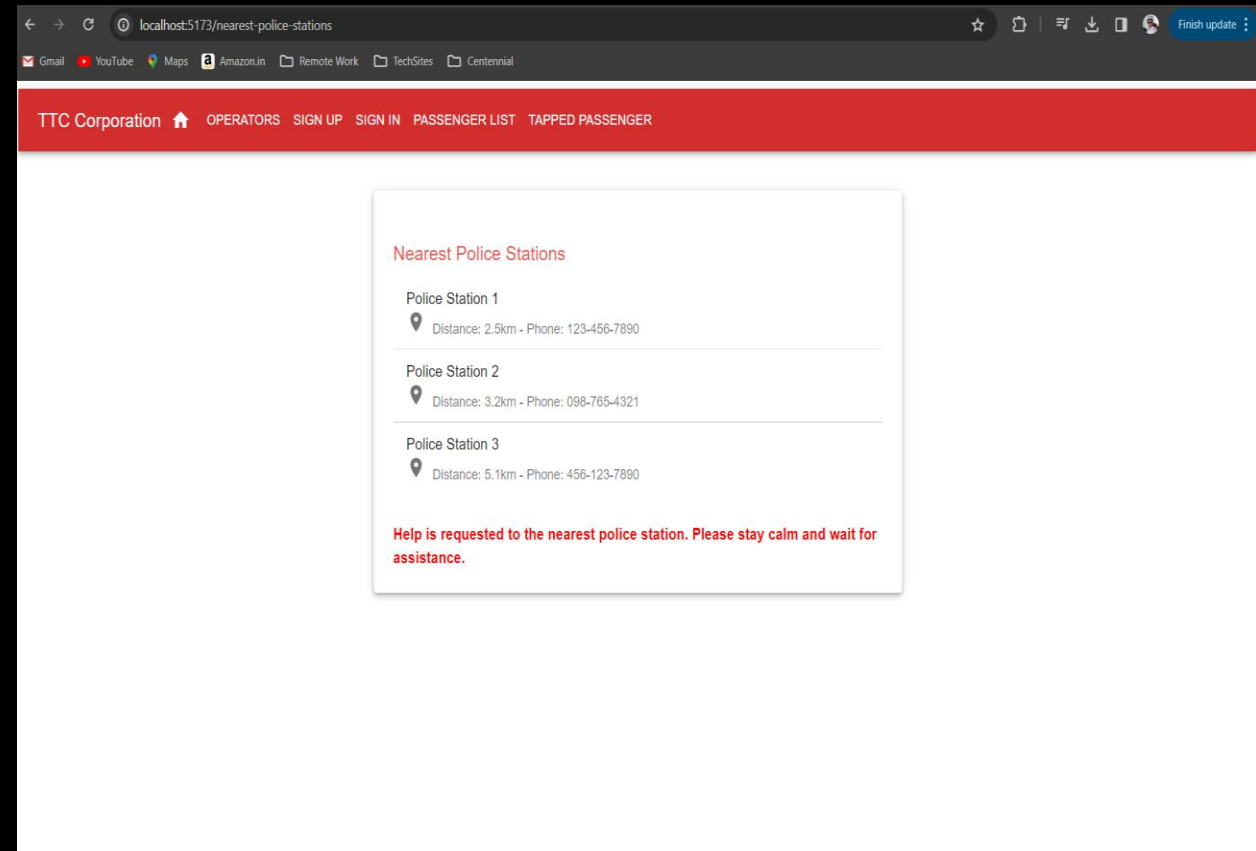 localhost:5173/nearest-police-stations
Finish update
Gmail YouTube Maps Amazon.in Remote Work TechSites Centennial
TTC Corporation OPERATORS SIGN UP SIGN IN PASSENGER LIST TAPPED PASSENGER
Nearest Police Stations
Police Station 1
Distance: 2.5km - Phone: 123-456-7890
Police Station 2
Distance: 3.2km - Phone: 098-765-4321
Police Station 3
Distance: 5.1km - Phone: 456-123-7890
Help is requested to the nearest police station. Please stay calm and wait for
assistance.